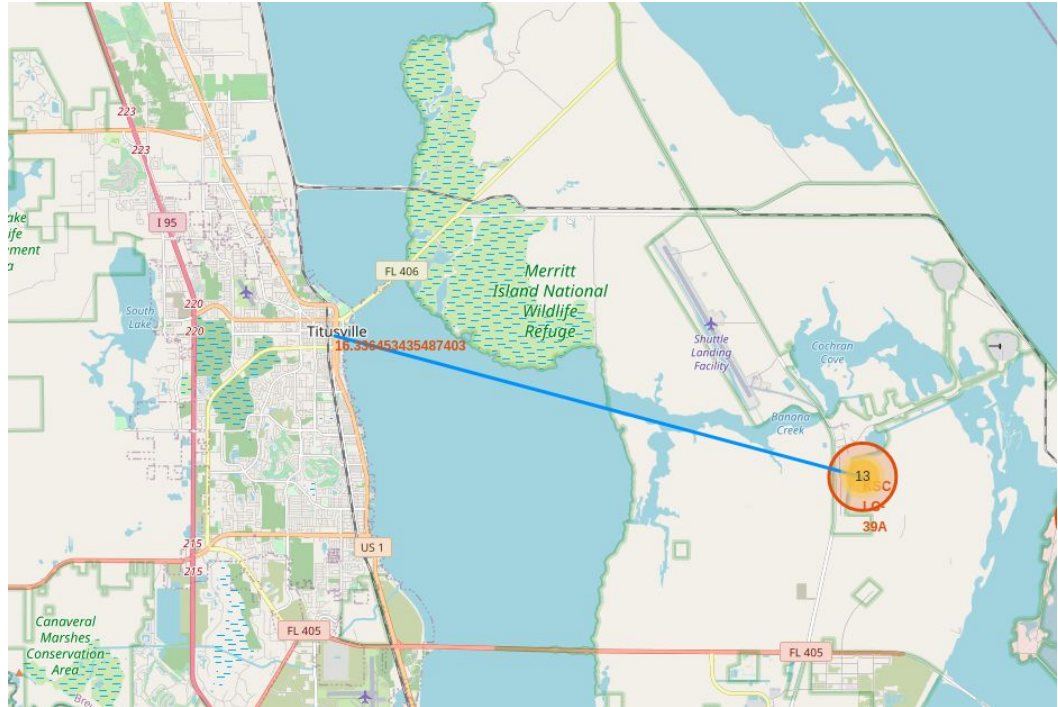 223
223
I 95
ake
ife
ement
a
FL 406
Merritt
Island National
Wildlife
Refuge
220
220
South
Lake
Titusville
16.336453435487403
Shuttle
Landing
Facility
Cochran
Cove
Banana
Creek
13
KSC
LC-
39A
215
215
US 1
FL 405
FL 405
Canaveral
Marshes
Conservation
Area